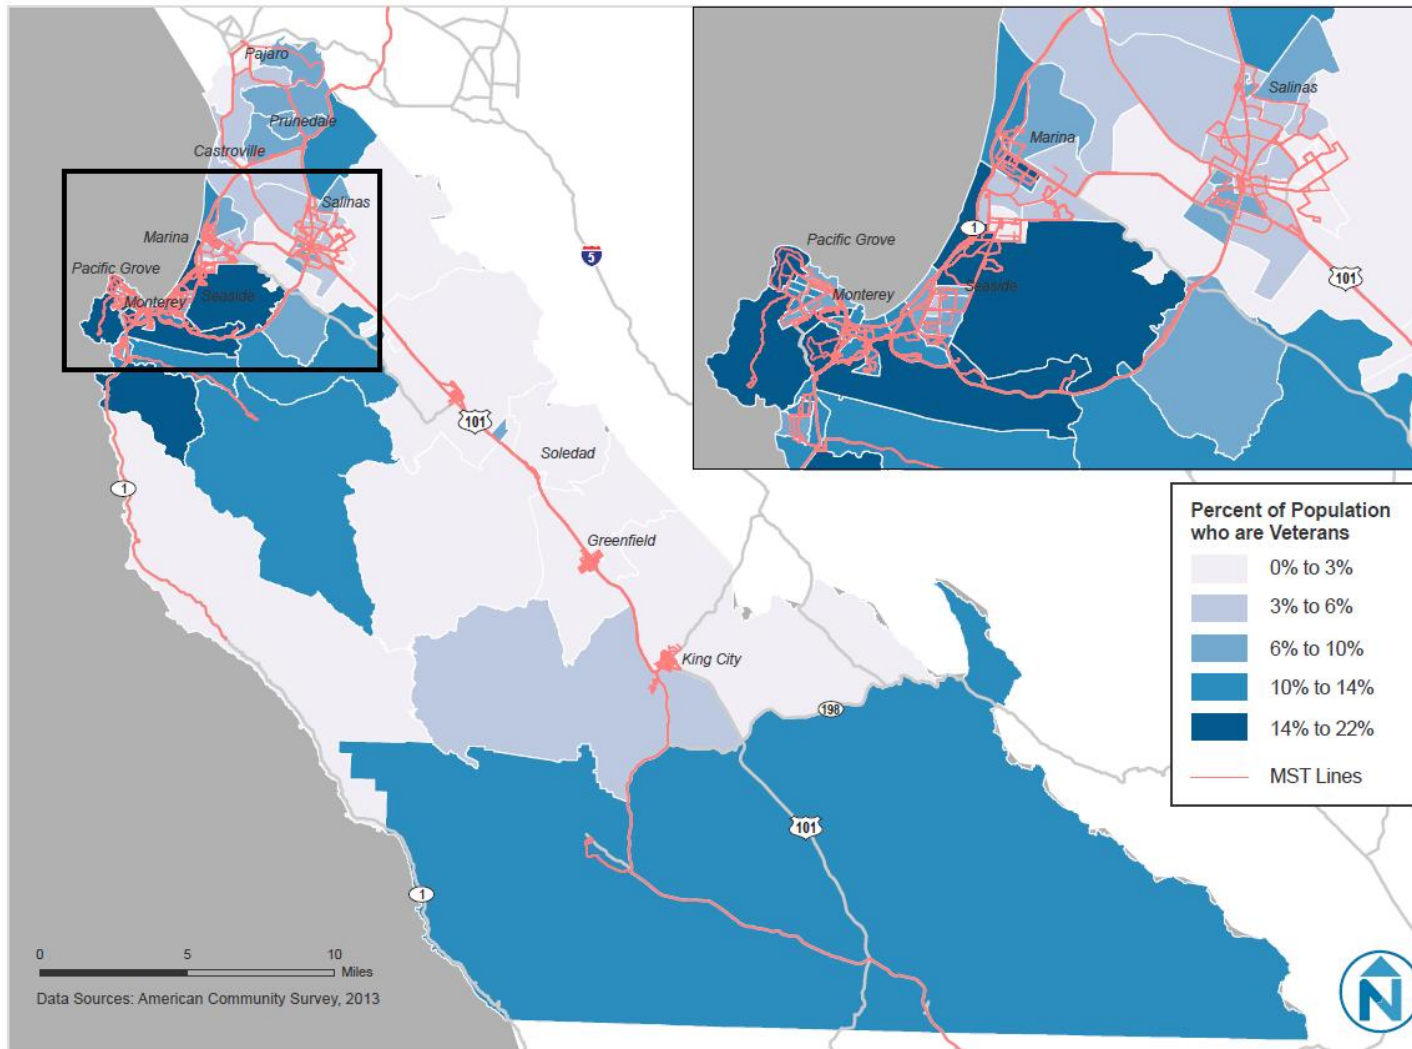 Pajaro
Prunedale
Castroville
Salinas
Marina
Pacific Grove
Monterey
Seaside
5
101
1
Soledad
Greenfield
King City
198
101
1
Salinas
Marina
1
Pacific Grove
Monterey
Seaside
101
Percent of Population
who are Veterans
0% to 3%
3% to 6%
6% to 10%
10% to 14%
14% to 22%
MST Lines
0 5 10
Miles
Data Sources: American Community Survey, 2013
N